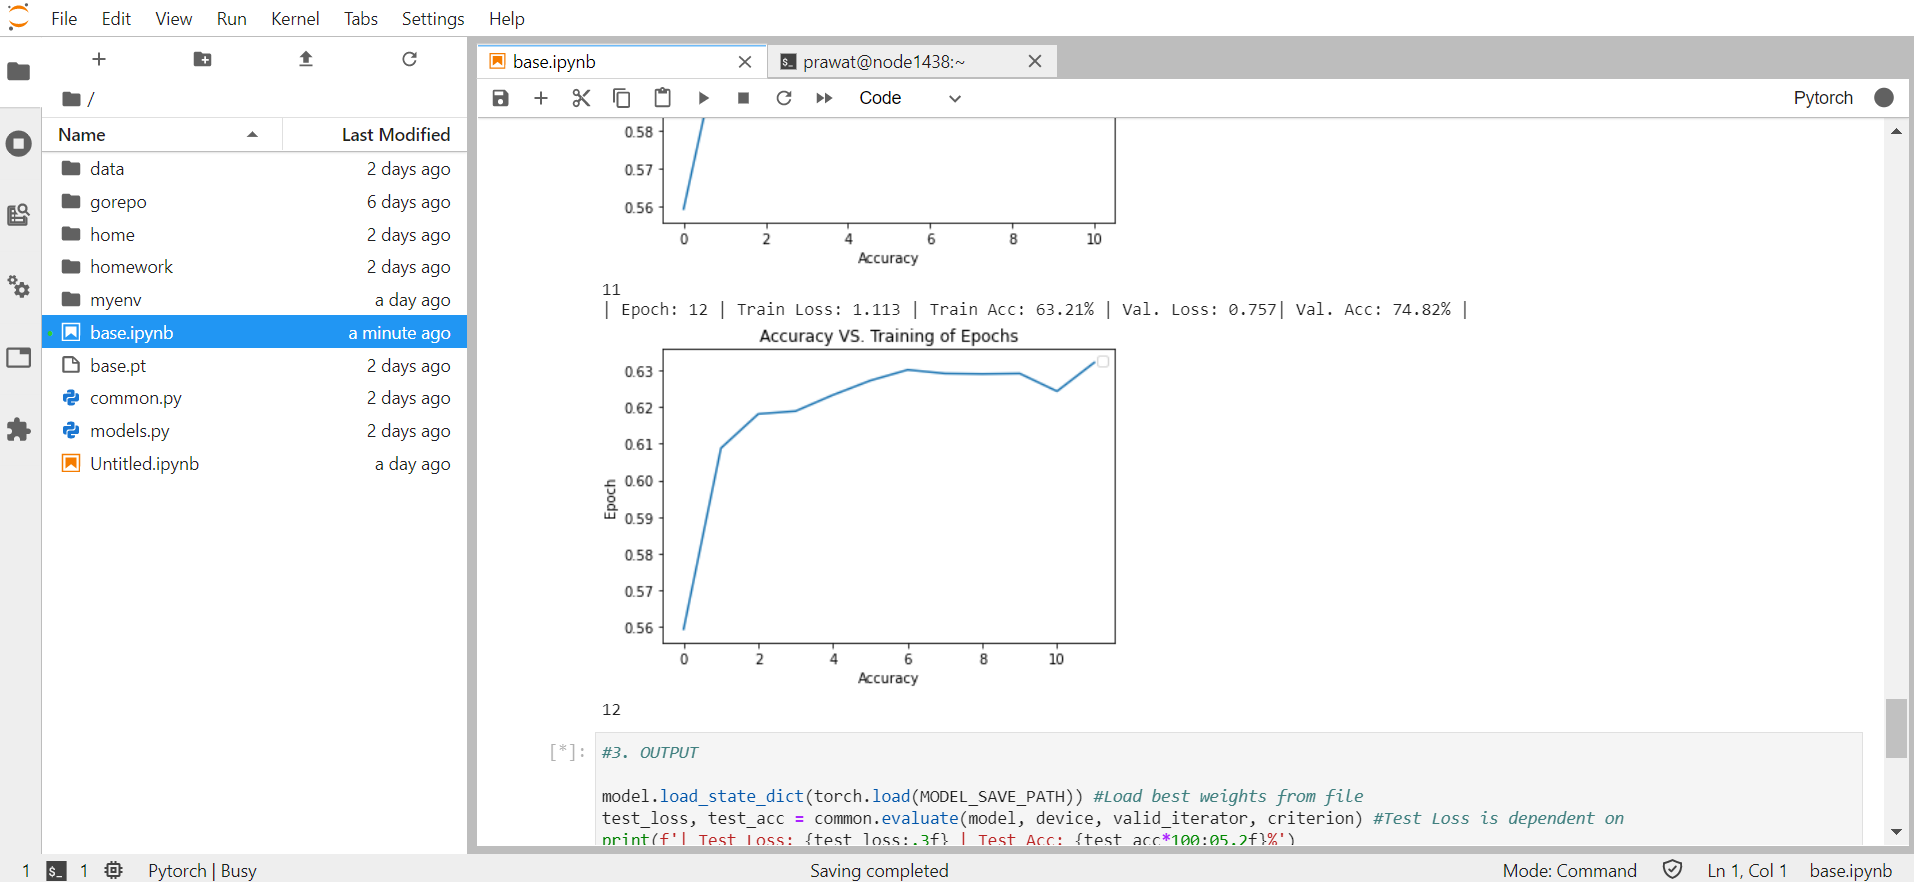 File Edit View Run Kernel Tabs Settings Help
/
Name Last Modified
data 2 days ago
gorepo 6 days ago
home 2 days ago
homework 2 days ago
myenv a day ago
base.ipynb a minute ago
base.pt 2 days ago
common.py 2 days ago
models.py 2 days ago
Untitled.ipynb a day ago
base.ipynb
prawat@node1438:~
Code
Pytorch
0.58
0.57
0.56
0 2 4 6 8 10
Accuracy
11
| Epoch: 12 | Train Loss: 1.113 | Train Acc: 63.21% | Val. Loss: 0.757| Val. Acc: 74.82% |
Accuracy VS. Training of Epochs
0.63
0.62
0.61
0.60
0.59
0.58
0.57
0.56
Epoch
0 2 4 6 8 10
Accuracy
12
[*]:
#3. OUTPUT
model.load_state_dict(torch.load(MODEL_SAVE_PATH)) #Load best weights from file
test_loss, test_acc = common.evaluate(model, device, valid_iterator, criterion) #Test Loss is dependent on
print(f'| Test Loss: {test_loss:.3f} | Test Acc: {test_acc*100:05.2f}%')
1 $_ 1 Pytorch | Busy Saving completed Mode: Command Ln 1, Col 1 base.ipynb